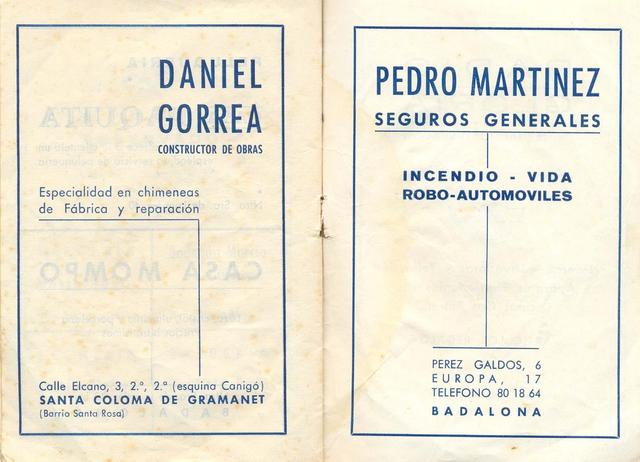 DANIEL
GORREA
CONSTRUCTOR DE OBRAS
Especialidad en chimeneas
de Fábrica y reparación
Calle Elcano, 3, 2.º, 2.ª (esquina Canigó)
SANTA COLOMA DE GRAMANET
(Barrio Santa Rosa)
PEDRO MARTINEZ
SEGUROS GENERALES
INCENDIO - VIDA
ROBO-AUTOMOVILES
PEREZ GALDOS, 6
EUROPA, 17
TELEFONO 80 18 64
BADALONA
CASA MOMPO